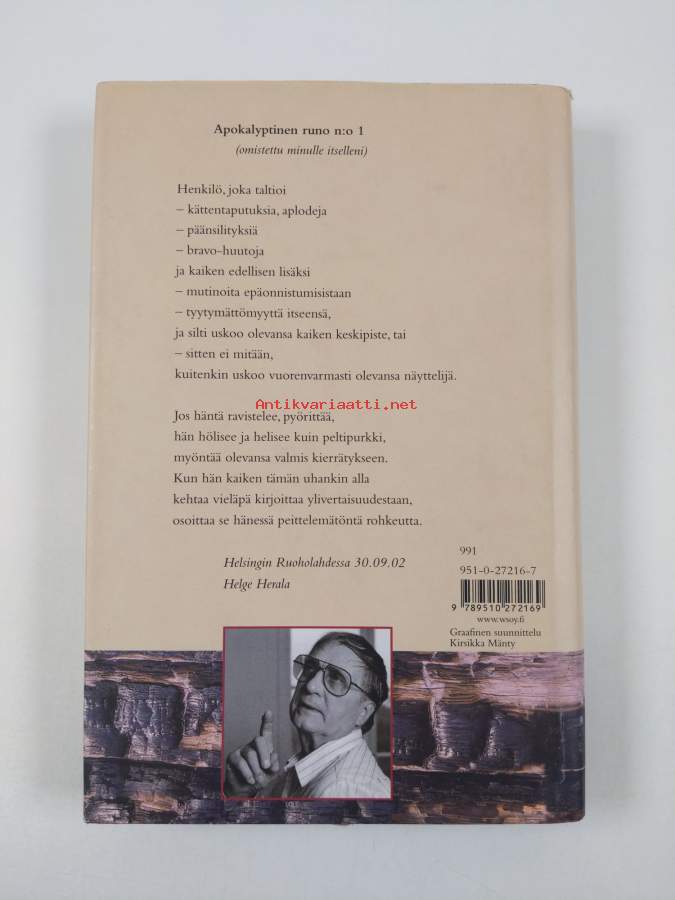 Apokalyptinen runo n:o 1
(omistettu minulle itselleni)
Henkilö, joka taltioi
– kättentaputuksia, aplodeja
– päänsilityksiä
– bravo-huutoja
ja kaiken edellisen lisäksi
– mutinoita epäonnistumisistaan
– tyytymättömyyttä itseensä,
ja silti uskoo olevansa kaiken keskipiste, tai
– sitten ei mitään,
kuitenkin uskoo vuorenvarmasti olevansa näyttelijä.
Antikvariaatti.net
Jos häntä ravistelee, pyörittää,
hän hölisee ja helisee kuin peltipurkki,
myöntää olevansa valmis kierrätykseen.
Kun hän kaiken tämän uhankin alla
kehtaa vieläpä kirjoittaa ylivertaisuudestaan,
osoittaa se hänessä peittelemätöntä rohkeutta.
Helsingin Ruoholahdessa 30.09.02
Helge Herala
991
951-0-27216-7
9 789510 272169
www.wsoy.fi
Graafinen suunnittelu
Kirsikka Mänty